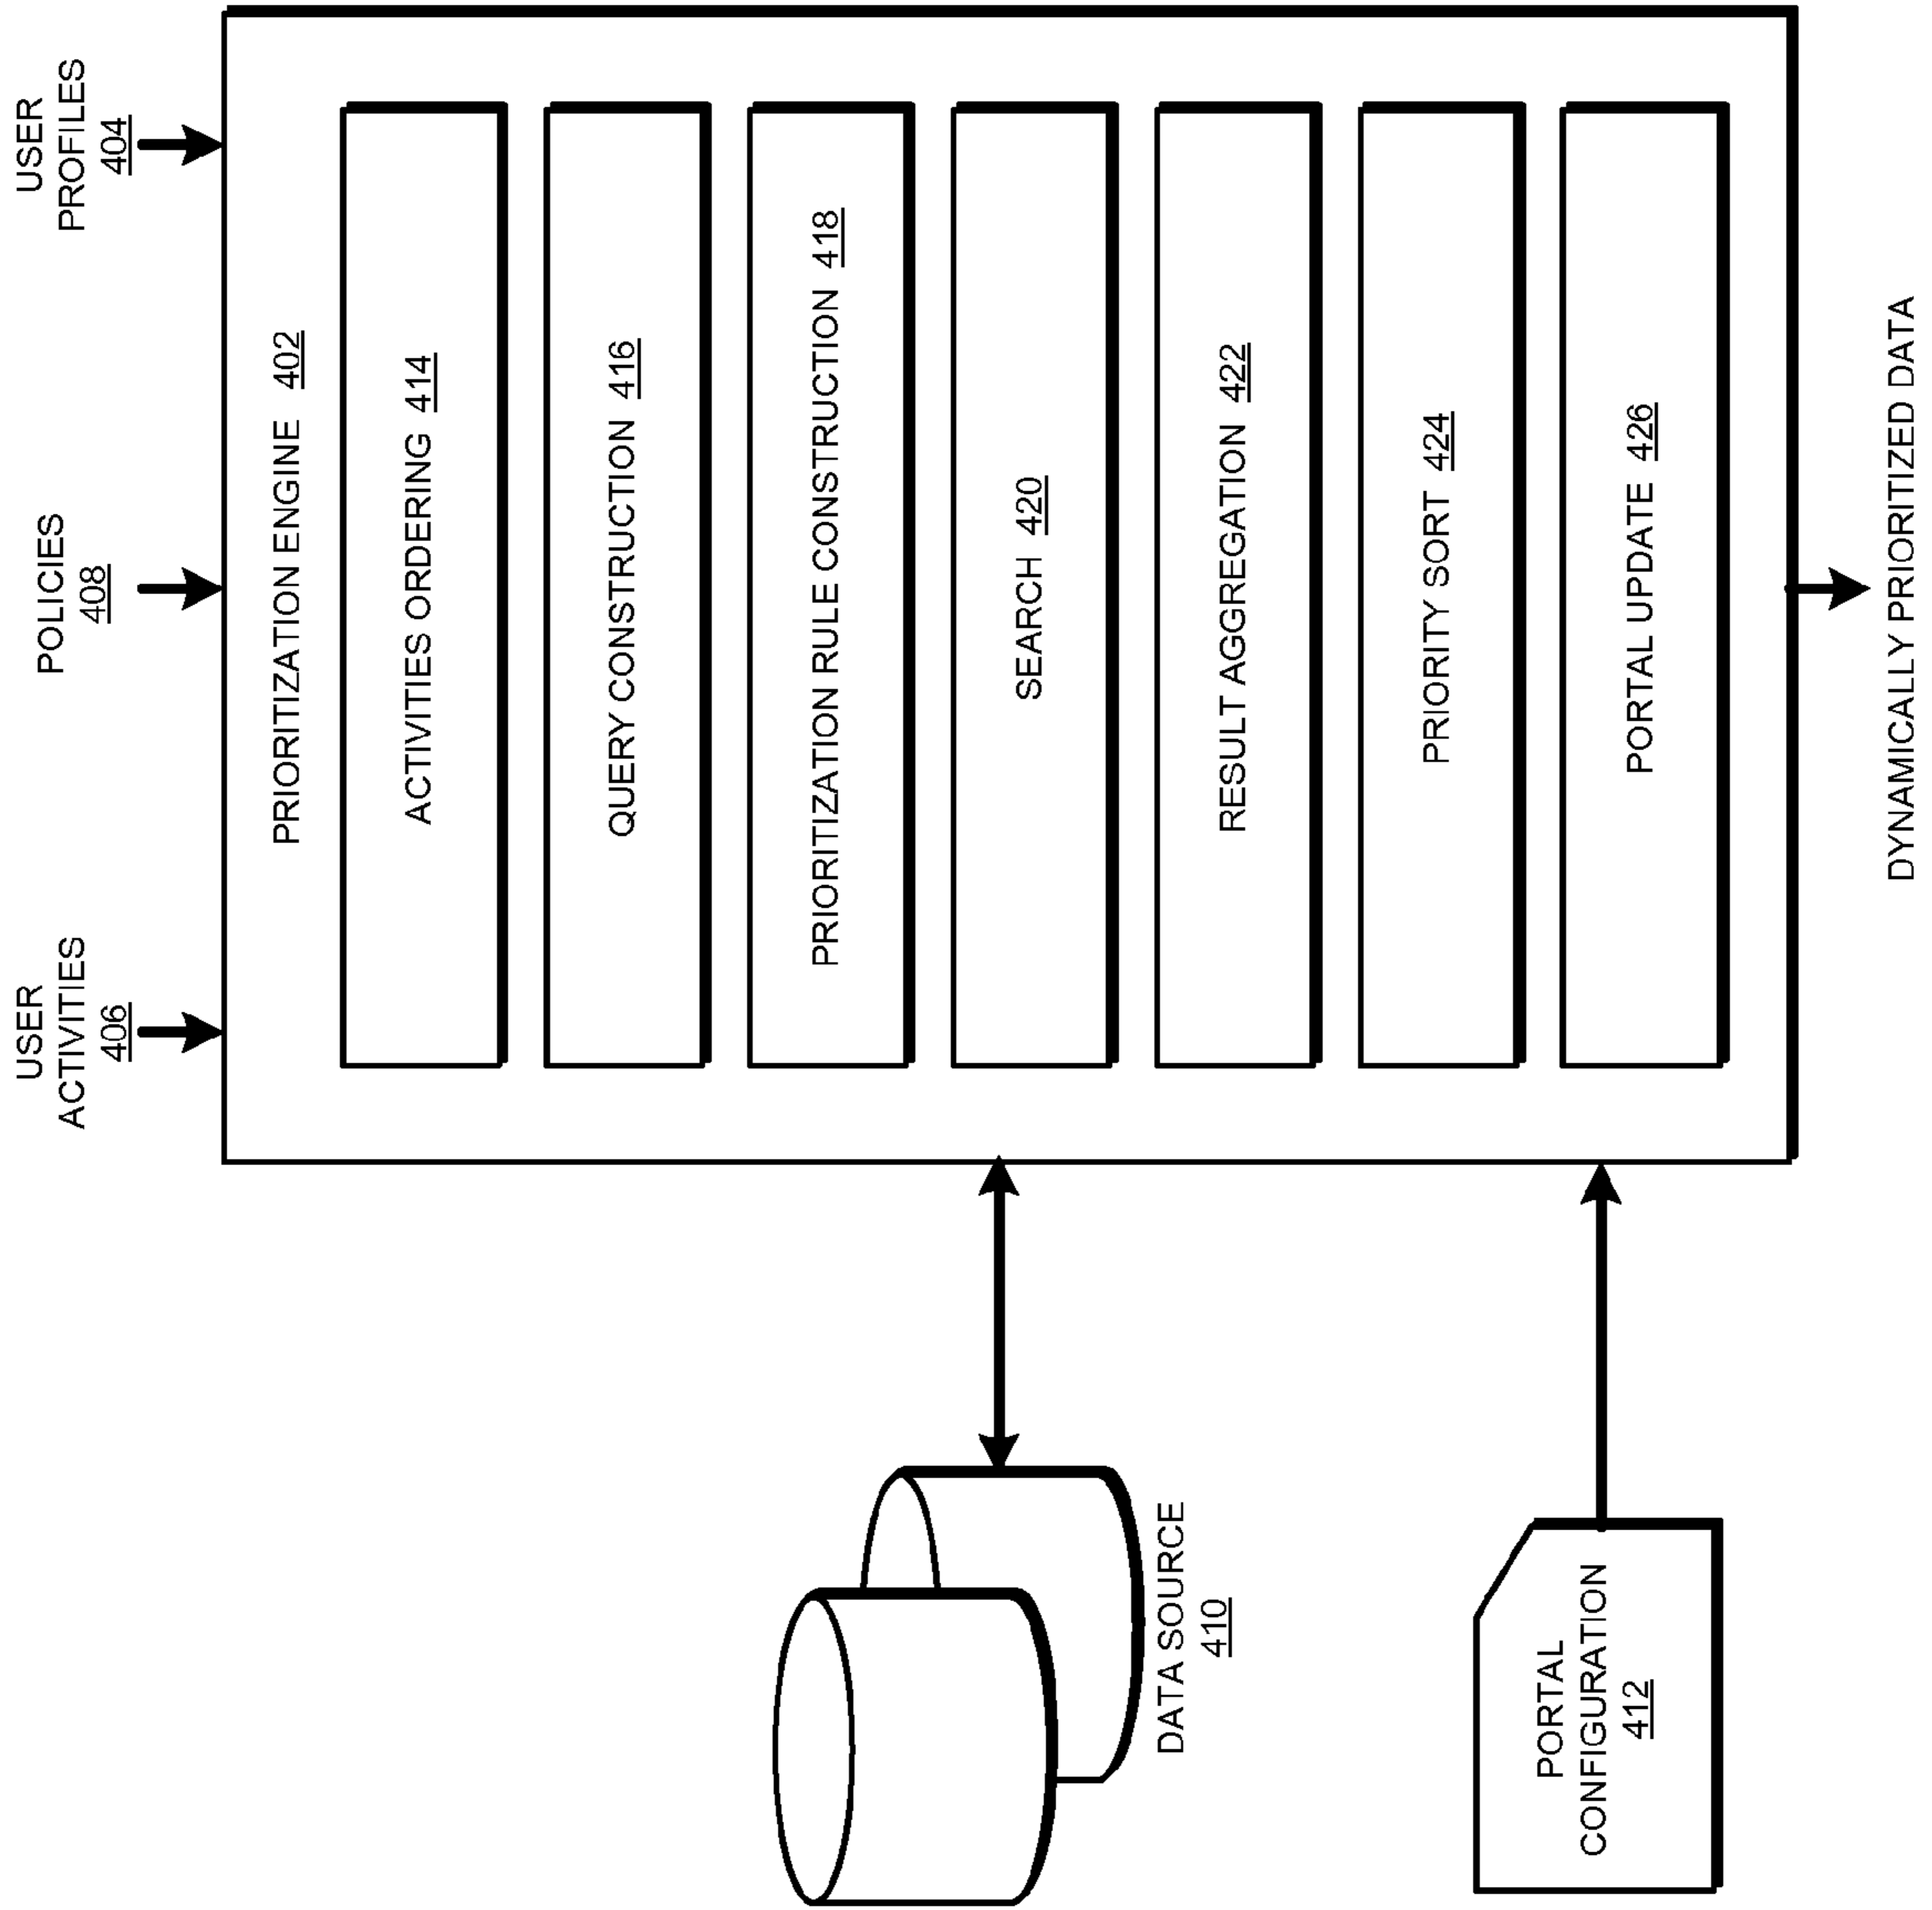 USER
ACTIVITIES
406
POLICIES
408
USER
PROFILES
404
PRIORITIZATION ENGINE 402
ACTIVITIES ORDERING 414
QUERY CONSTRUCTION 416
PRIORITIZATION RULE CONSTRUCTION 418
SEARCH 420
RESULT AGGREGATION 422
PRIORITY SORT 424
PORTAL UPDATE 426
DATA SOURCE
410
PORTAL
CONFIGURATION
412
DYNAMICALLY PRIORITIZED DATA